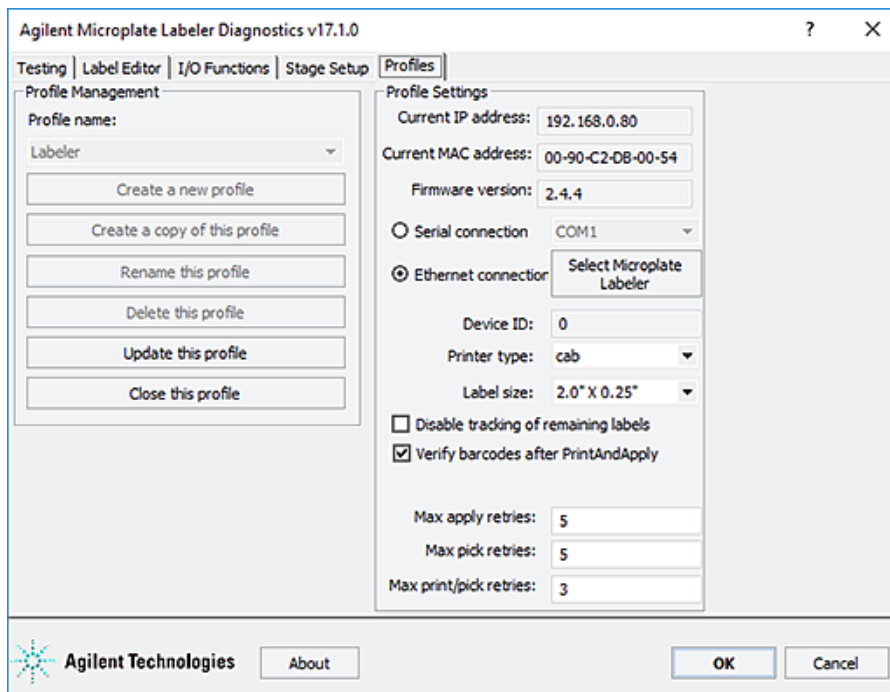 Agilent Microplate Labeler Diagnostics v17.1.0
?
Testing
Label Editor
I/O Functions
Stage Setup
Profiles
Profile Management
Profile name:
Labeler
Create a new profile
Create a copy of this profile
Rename this profile
Delete this profile
Update this profile
Close this profile
Profile Settings
Current IP address: 192.168.0.80
Current MAC address: 00-90-C2-DB-00-54
Firmware version: 2.4.4
Serial connection COM1
Ethernet connection Select Microplate
Labeler
Device ID: 0
Printer type: cab
Label size: 2.0" X 0.25"
Disable tracking of remaining labels
Verify barcodes after PrintAndApply
Max apply retries: 5
Max pick retries: 5
Max print/pick retries: 3
Agilent Technologies
About
OK
Cancel